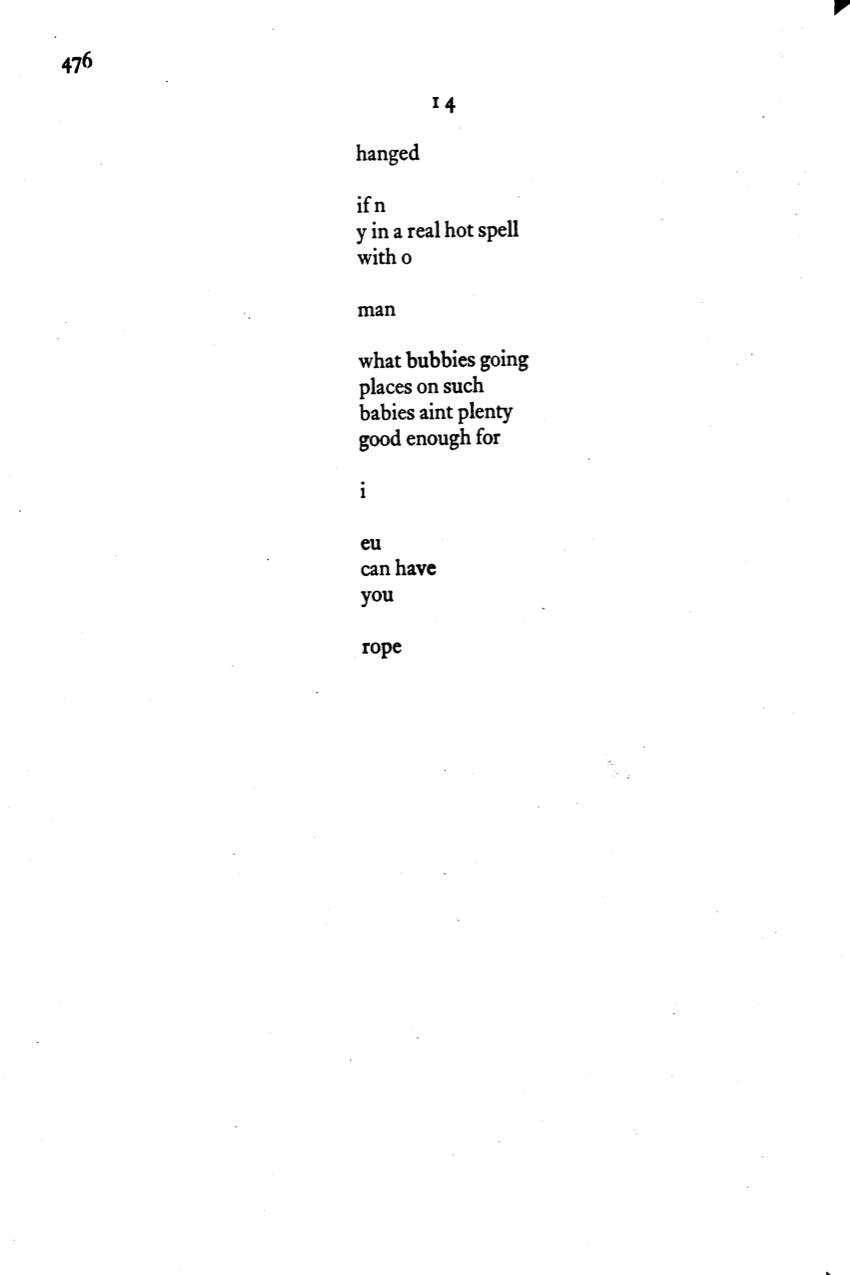 476
14
hanged
if n
y in a real hot spell
with o
man
what bubbies going
places on such
babies aint plenty
good enough for
i
eu
can have
you
rope